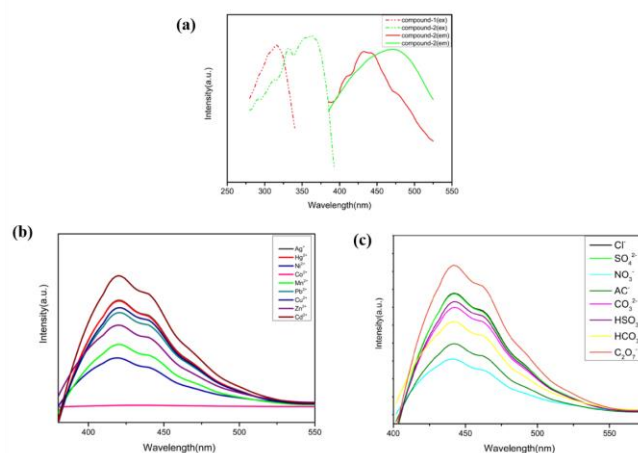 (a)
compound-1(ex)
compound-2(ex)
compound-2(em)
compound-2(em)
Intensity(a.u.)
250 300 350 400 450 500 550
Wavelength(nm)
(b)
Ag⁺
Hg²⁺
Ni²⁺
Co²⁺
Mn²⁺
Pb²⁺
Cu²⁺
Zn²⁺
Cd²⁺
Intensity(a.u.)
400 450 500 550
Wavelength(nm)
(c)
Cl⁻
SO₄²⁻
NO₃⁻
AC⁻
CO₃²⁻
HSO₃
HCO₃
C₂O₇⁻
Intensity(a.u.)
400 450 500 550
Wavelength(nm)